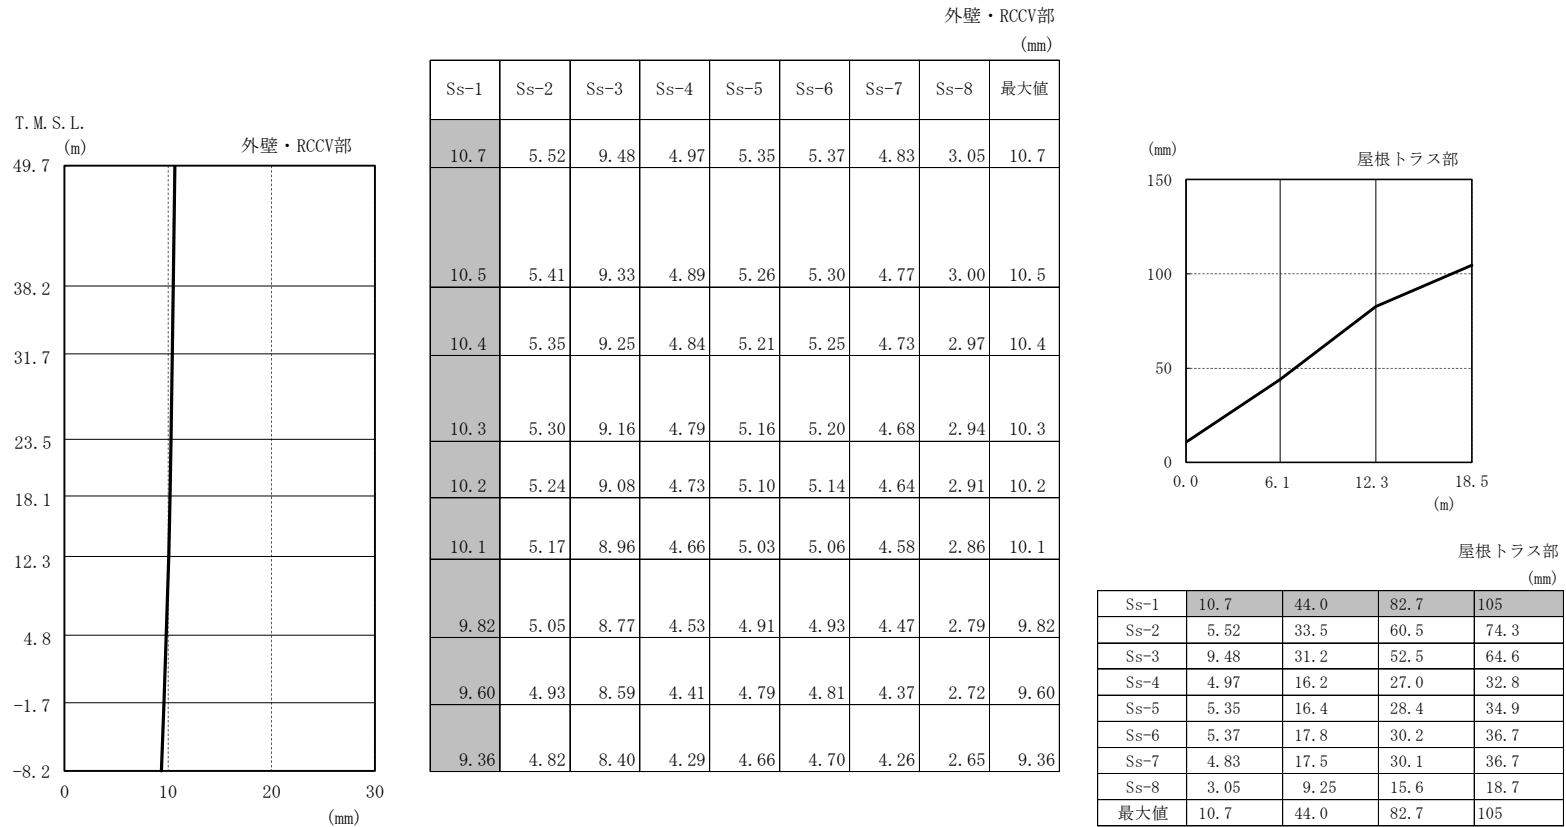 T.M.S.L.
(m)
外壁・RCCV部
49.7
38.2
31.7
23.5
18.1
12.3
4.8
-1.7
-8.2
0 10 20 30
(mm)
外壁・RCCV部
(mm)
Ss-1 Ss-2 Ss-3 Ss-4 Ss-5 Ss-6 Ss-7 Ss-8 最大値
10.7 5.52 9.48 4.97 5.35 5.37 4.83 3.05 10.7
10.5 5.41 9.33 4.89 5.26 5.30 4.77 3.00 10.5
10.4 5.35 9.25 4.84 5.21 5.25 4.73 2.97 10.4
10.3 5.30 9.16 4.79 5.16 5.20 4.68 2.94 10.3
10.2 5.24 9.08 4.73 5.10 5.14 4.64 2.91 10.2
10.1 5.17 8.96 4.66 5.03 5.06 4.58 2.86 10.1
9.82 5.05 8.77 4.53 4.91 4.93 4.47 2.79 9.82
9.60 4.93 8.59 4.41 4.79 4.81 4.37 2.72 9.60
9.36 4.82 8.40 4.29 4.66 4.70 4.26 2.65 9.36
(mm)
屋根トラス部
150
100
50
0
0.0 6.1 12.3 18.5
(m)
屋根トラス部
(mm)
Ss-1 10.7 44.0 82.7 105
Ss-2 5.52 33.5 60.5 74.3
Ss-3 9.48 31.2 52.5 64.6
Ss-4 4.97 16.2 27.0 32.8
Ss-5 5.35 16.4 28.4 34.9
Ss-6 5.37 17.8 30.2 36.7
Ss-7 4.83 17.5 30.1 36.7
Ss-8 3.05 9.25 15.6 18.7
最大値 10.7 44.0 82.7 105